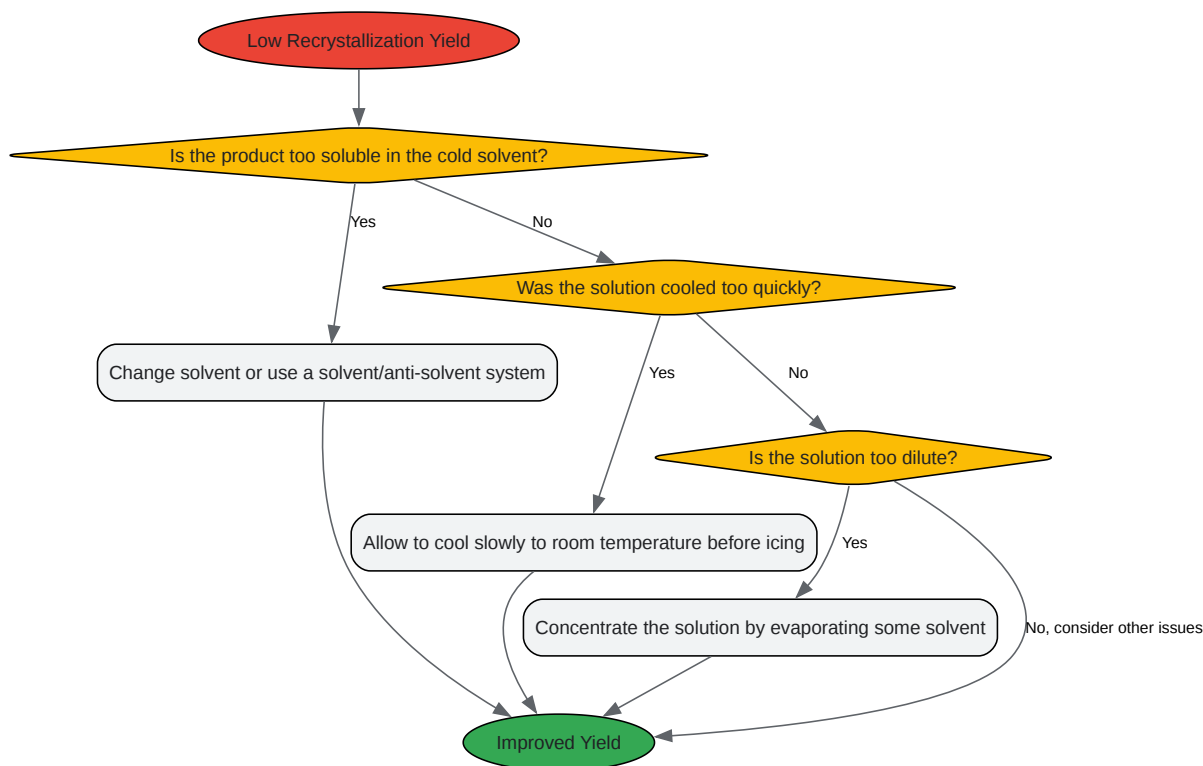 Low Recrystallization Yield
Is the product too soluble in the cold solvent?
Yes
No
Was the solution cooled too quickly?
Change solvent or use a solvent/anti-solvent system
Yes
No
Is the solution too dilute?
Allow to cool slowly to room temperature before icing
Yes
Concentrate the solution by evaporating some solvent
No, consider other issues
Improved Yield